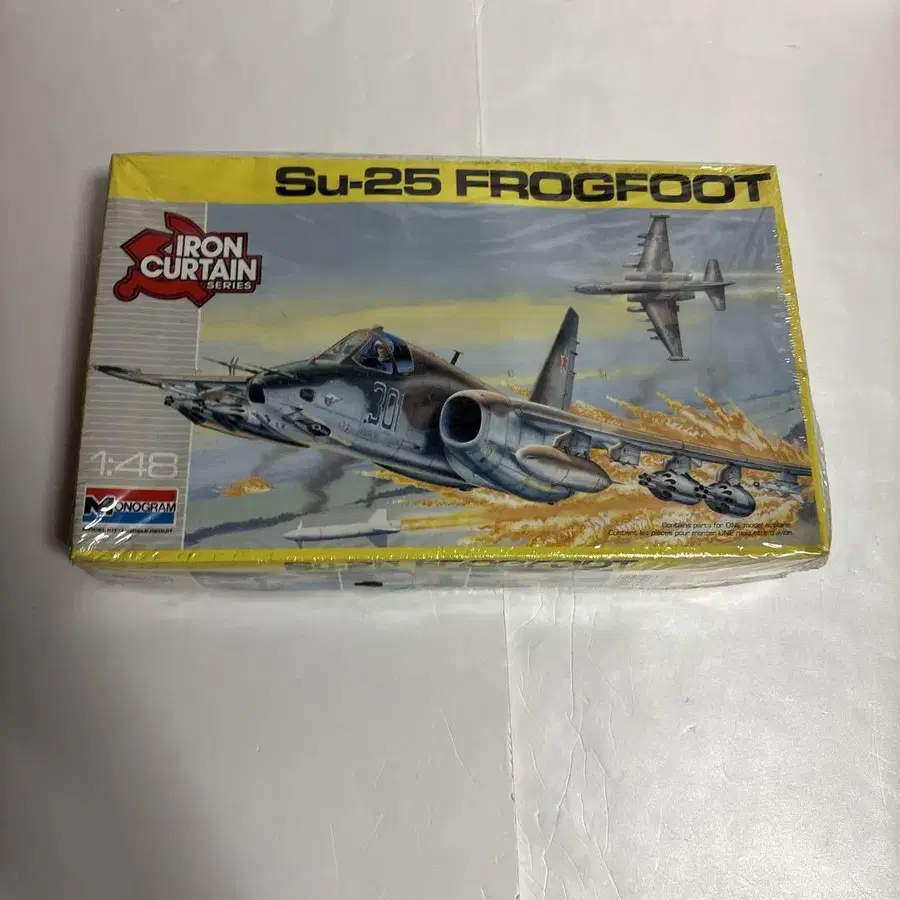 Su-25 FROGFOOT
IRON
CURTAIN
SERIES
301
1:48
MONOGRAM
Contains parts for ONE model airplane.
Contient les pièces pour monter UNE maquette d'avion.